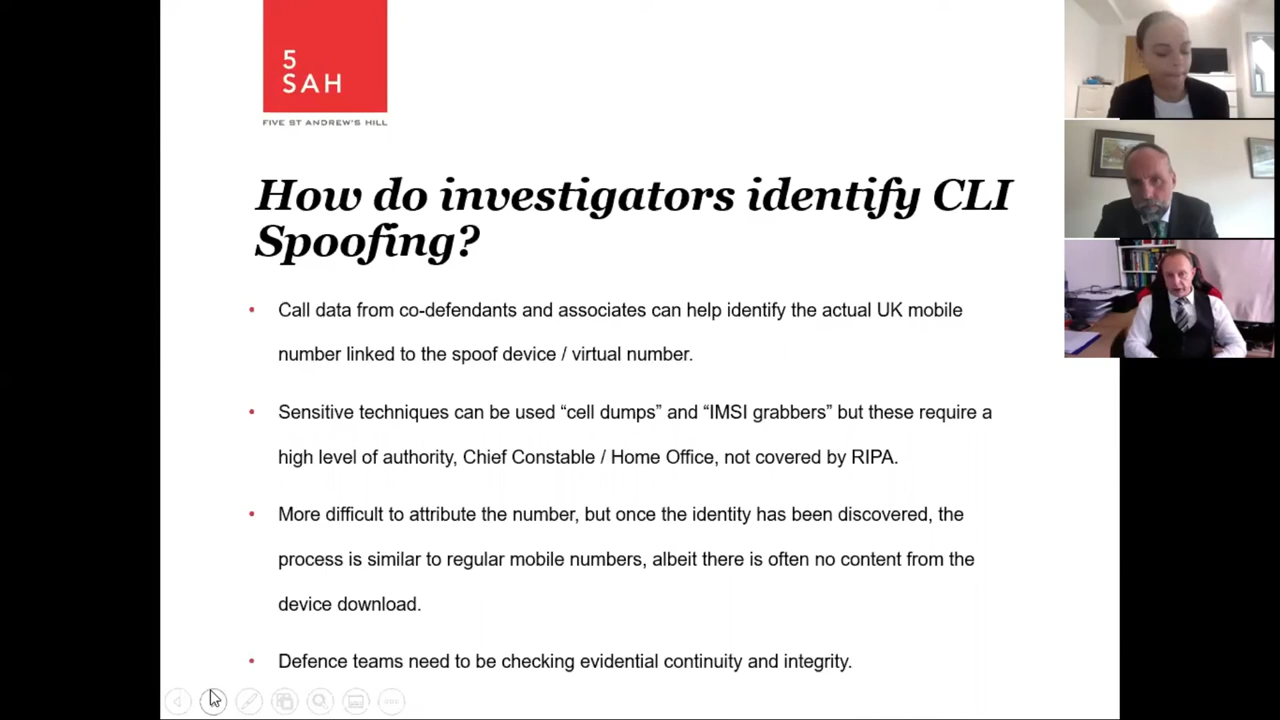 5
SAH
FIVE ST ANDREW'S HILL
How do investigators identify CLI
Spoofing?
• Call data from co-defendants and associates can help identify the actual UK mobile
number linked to the spoof device / virtual number.
• Sensitive techniques can be used “cell dumps” and “IMSI grabbers” but these require a
high level of authority, Chief Constable / Home Office, not covered by RIPA.
• More difficult to attribute the number, but once the identity has been discovered, the
process is similar to regular mobile numbers, albeit there is often no content from the
device download.
• Defence teams need to be checking evidential continuity and integrity.